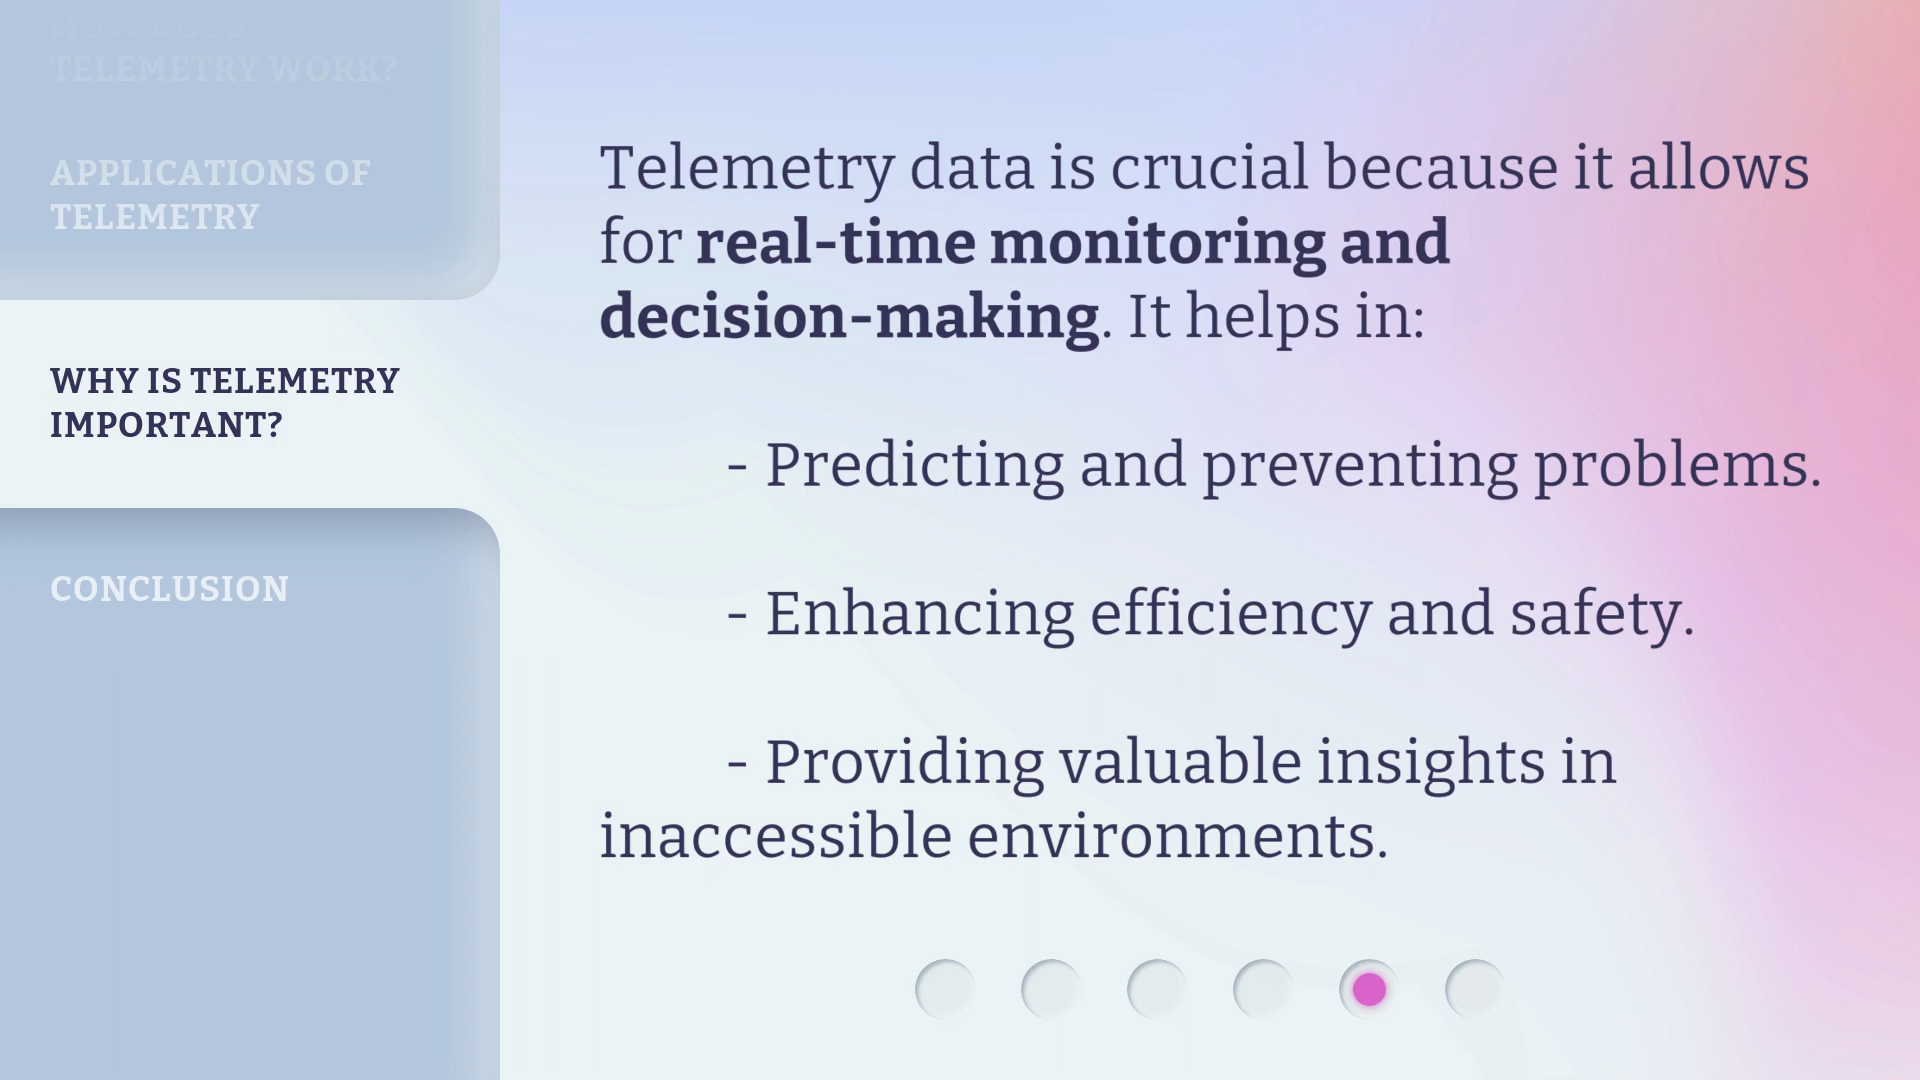 HOW DOES
TELEMETRY WORK?
APPLICATIONS OF
TELEMETRY
WHY IS TELEMETRY
IMPORTANT?
CONCLUSION
Telemetry data is crucial because it allows
for real-time monitoring and
decision-making. It helps in:
- Predicting and preventing problems.
- Enhancing efficiency and safety.
- Providing valuable insights in
inaccessible environments.